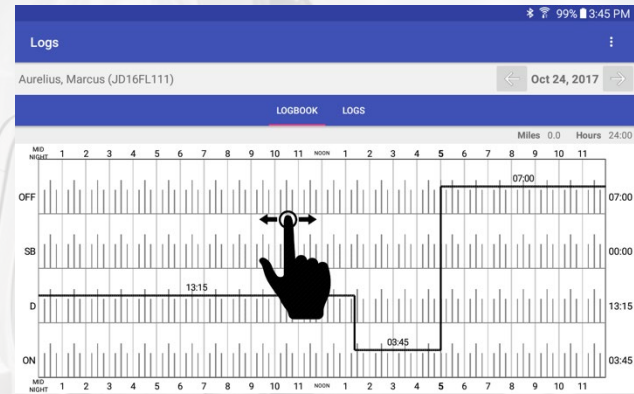 99% 3:45 PM
Logs
Aurelius, Marcus (JD16FL111)
Oct 24, 2017
LOGBOOK LOGS
Miles 0.0 Hours 24:00
MID NIGHT 1 2 3 4 5 6 7 8 9 10 11 NOON 1 2 3 4 5 6 7 8 9 10 11
07:00
OFF 07:00
SB 00:00
13:15
D 13:15
03:45
ON 03:45
MID NIGHT 1 2 3 4 5 6 7 8 9 10 11 NOON 1 2 3 4 5 6 7 8 9 10 11